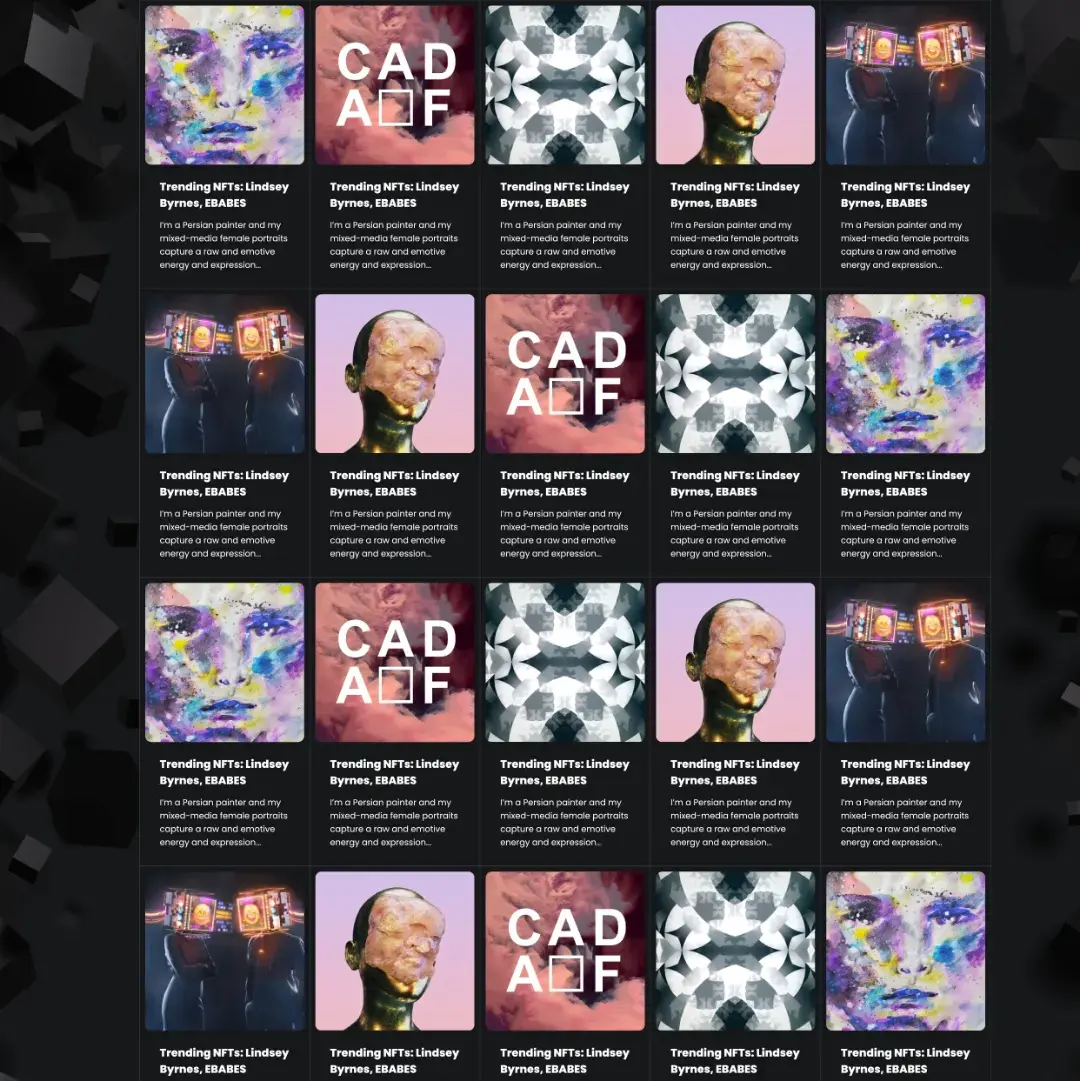 CAD
A□F
Trending NFTs: Lindsey
Byrnes, EBABES
I'm a Persian painter and my
mixed-media female portraits
capture a raw and emotive
energy and expression...
Trending NFTs: Lindsey
Byrnes, EBABES
I'm a Persian painter and my
mixed-media female portraits
capture a raw and emotive
energy and expression...
Trending NFTs: Lindsey
Byrnes, EBABES
I'm a Persian painter and my
mixed-media female portraits
capture a raw and emotive
energy and expression...
Trending NFTs: Lindsey
Byrnes, EBABES
I'm a Persian painter and my
mixed-media female portraits
capture a raw and emotive
energy and expression...
Trending NFTs: Lindsey
Byrnes, EBABES
I'm a Persian painter and my
mixed-media female portraits
capture a raw and emotive
energy and expression...
CAD
A□F
Trending NFTs: Lindsey
Byrnes, EBABES
I'm a Persian painter and my
mixed-media female portraits
capture a raw and emotive
energy and expression...
Trending NFTs: Lindsey
Byrnes, EBABES
I'm a Persian painter and my
mixed-media female portraits
capture a raw and emotive
energy and expression...
Trending NFTs: Lindsey
Byrnes, EBABES
I'm a Persian painter and my
mixed-media female portraits
capture a raw and emotive
energy and expression...
Trending NFTs: Lindsey
Byrnes, EBABES
I'm a Persian painter and my
mixed-media female portraits
capture a raw and emotive
energy and expression...
Trending NFTs: Lindsey
Byrnes, EBABES
I'm a Persian painter and my
mixed-media female portraits
capture a raw and emotive
energy and expression...
CAD
A□F
Trending NFTs: Lindsey
Byrnes, EBABES
I'm a Persian painter and my
mixed-media female portraits
capture a raw and emotive
energy and expression...
Trending NFTs: Lindsey
Byrnes, EBABES
I'm a Persian painter and my
mixed-media female portraits
capture a raw and emotive
energy and expression...
Trending NFTs: Lindsey
Byrnes, EBABES
I'm a Persian painter and my
mixed-media female portraits
capture a raw and emotive
energy and expression...
Trending NFTs: Lindsey
Byrnes, EBABES
I'm a Persian painter and my
mixed-media female portraits
capture a raw and emotive
energy and expression...
Trending NFTs: Lindsey
Byrnes, EBABES
I'm a Persian painter and my
mixed-media female portraits
capture a raw and emotive
energy and expression...
CAD
A□F
Trending NFTs: Lindsey
Byrnes, EBABES
Trending NFTs: Lindsey
Byrnes, EBABES
Trending NFTs: Lindsey
Byrnes, EBABES
Trending NFTs: Lindsey
Byrnes, EBABES
Trending NFTs: Lindsey
Byrnes, EBABES